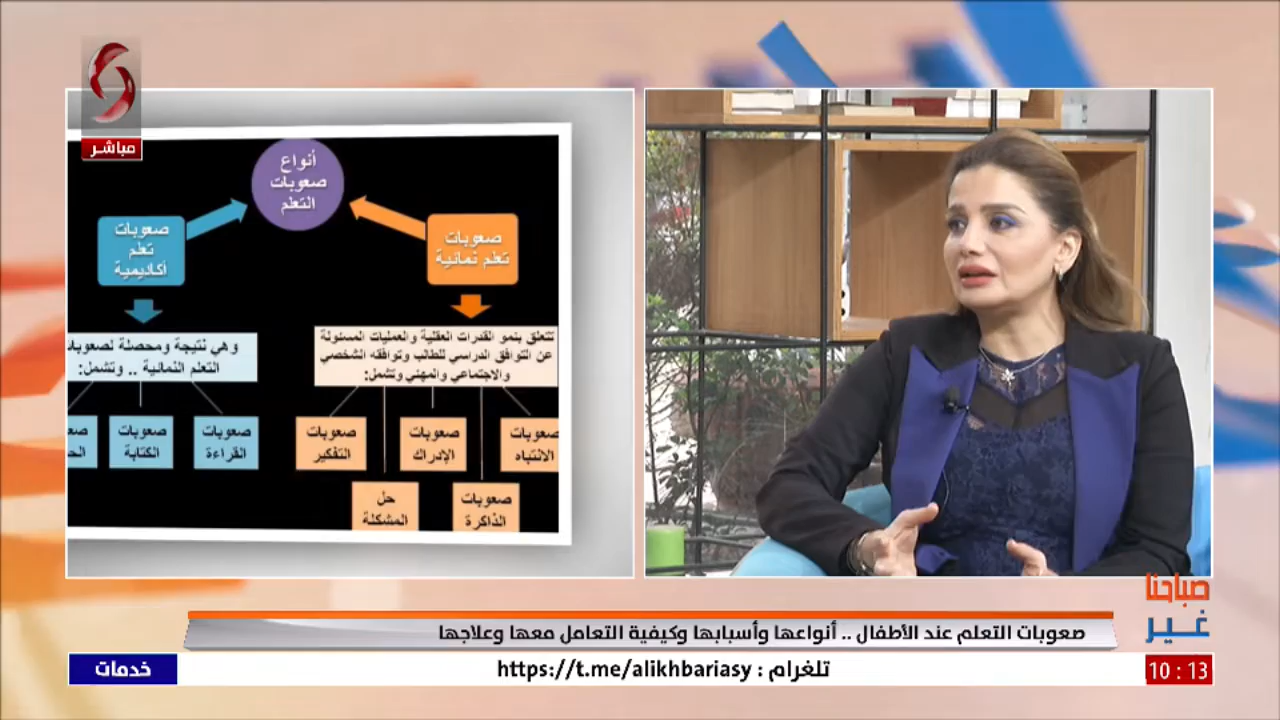 مباشر
أنواع
صعوبات
التعلم
صعوبات
تعلم نمائية
صعوبات
تعلم
أكاديمية
تتعلق بنمو القدرات العقلية والعمليات المسئولة
عن التوافق الدراسي للطالب وتوافقه الشخصي
والاجتماعي والمهني وتشمل:
وهي نتيجة ومحصلة لصعوبات
التعلم النمائية .. وتشمل:
صعوبات
الانتباه
صعوبات
الإدراك
صعوبات
التفكير
صعوبات
الذاكرة
حل
المشكلة
صعوبات
القراءة
صعوبات
الكتابة
صباحنا
غير
صعوبات التعلم عند الأطفال .. أنواعها وأسبابها وكيفية التعامل معها وعلاجها
10 : 13
تلغرام : https://t.me/alikhbariasy
خدمات